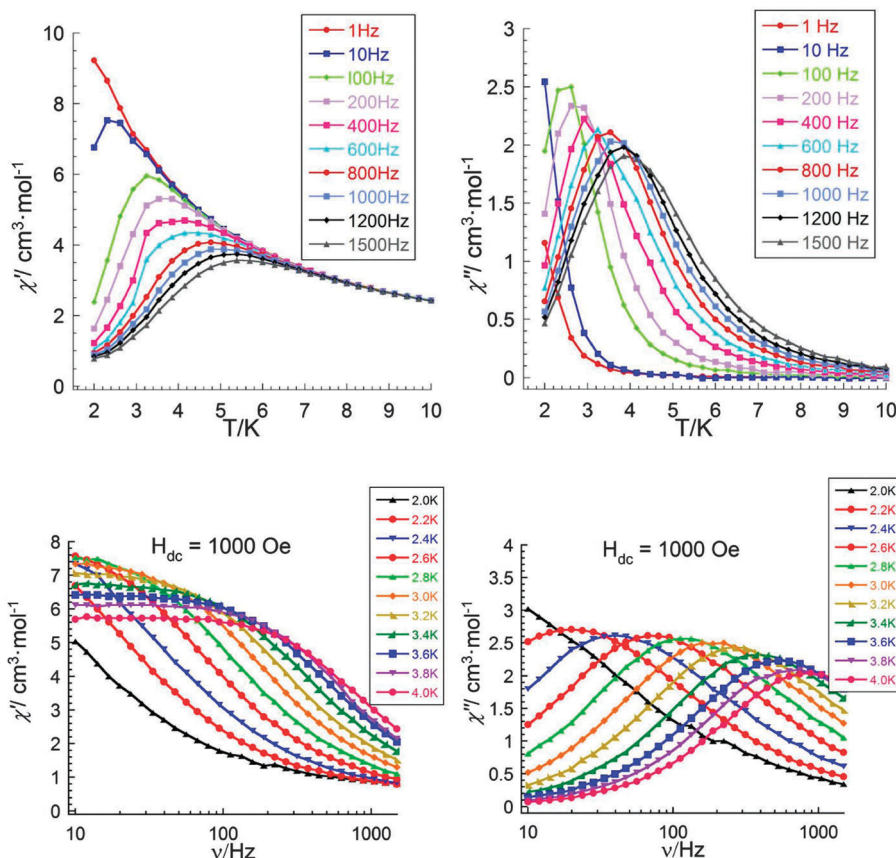 10
8
6
4
2
0
χ'/ cm³·mol⁻¹
2 3 4 5 6 7 8 9 10
T/K
1Hz
10Hz
I00Hz
200Hz
400Hz
600Hz
800Hz
1000Hz
1200Hz
1500Hz
3
2.5
2
1.5
1
0.5
0
χ"/ cm³·mol⁻¹
2 3 4 5 6 7 8 9 10
T/K
1 Hz
10 Hz
100 Hz
200 Hz
400 Hz
600 Hz
800 Hz
1000 Hz
1200 Hz
1500 Hz
8
7
6
5
4
3
2
1
0
χ'/ cm³·mol⁻¹
H_dc = 1000 Oe
10 100 1000
ν/Hz
2.0K
2.2K
2.4K
2.6K
2.8K
3.0K
3.2K
3.4K
3.6K
3.8K
4.0K
4
3.5
3
2.5
2
1.5
1
0.5
0
χ"/ cm³·mol⁻¹
H_dc = 1000 Oe
10 100 1000
ν/Hz
2.0K
2.2K
2.4K
2.6K
2.8K
3.0K
3.2K
3.4K
3.6K
3.8K
4.0K